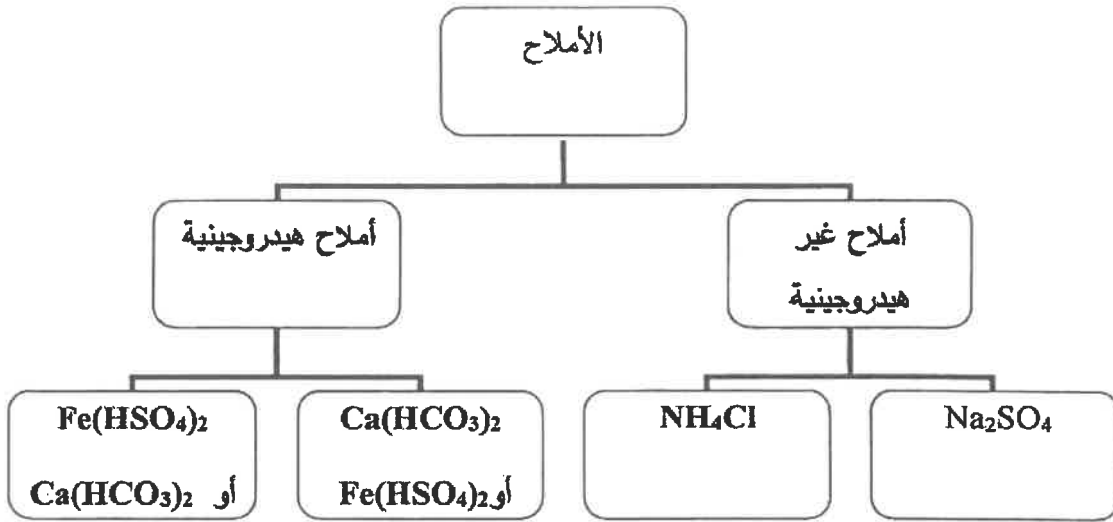 الأملاح
أملاح غير
هيدروجينية
أملاح هيدروجينية
Na₂SO₄
NH₄Cl
Ca(HCO₃)₂
أو Fe(HSO₄)₂
Fe(HSO₄)₂
أو Ca(HCO₃)₂